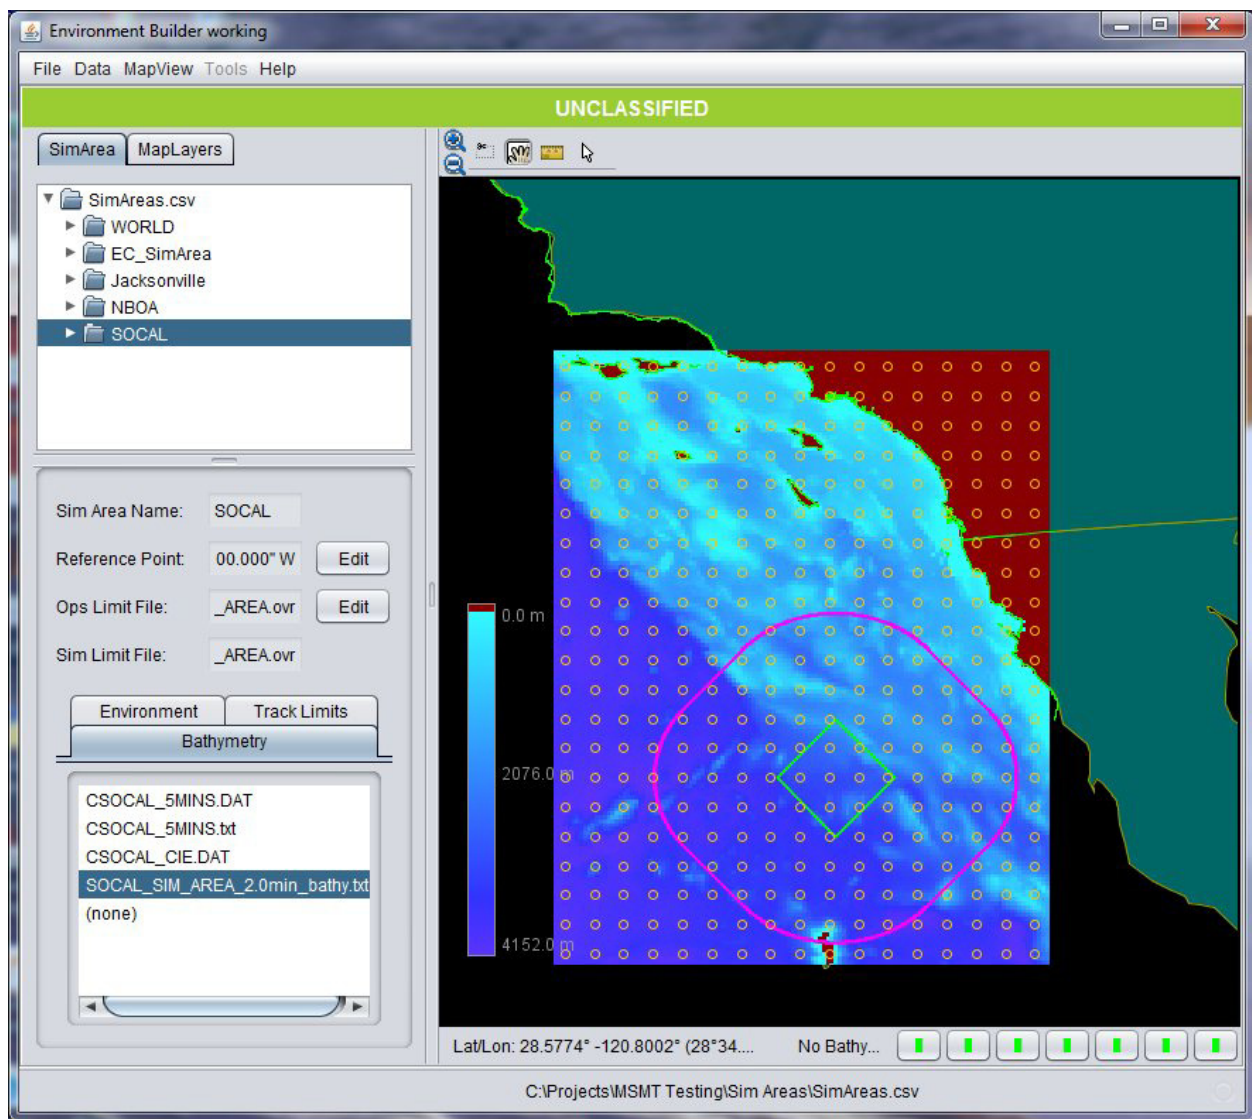 Environment Builder working
File Data MapView Tools Help
UNCLASSIFIED
SimArea MapLayers
SimAreas.csv
WORLD
EC_SimArea
Jacksonville
NBOA
SOCAL
Sim Area Name: SOCAL
Reference Point: 00.000" W Edit
Ops Limit File: _AREA.ovr Edit
Sim Limit File: _AREA.ovr
Environment Track Limits
Bathymetry
CSOCAL_5MINS.DAT
CSOCAL_5MINS.txt
CSOCAL_CIE.DAT
SOCAL_SIM_AREA_2.0min_bathy.txt
(none)
0.0 m
2076.0 m
4152.0 m
Lat/Lon: 28.5774° -120.8002° (28°34.... No Bathy...
C:\Projects\MSMT Testing\Sim Areas\SimAreas.csv